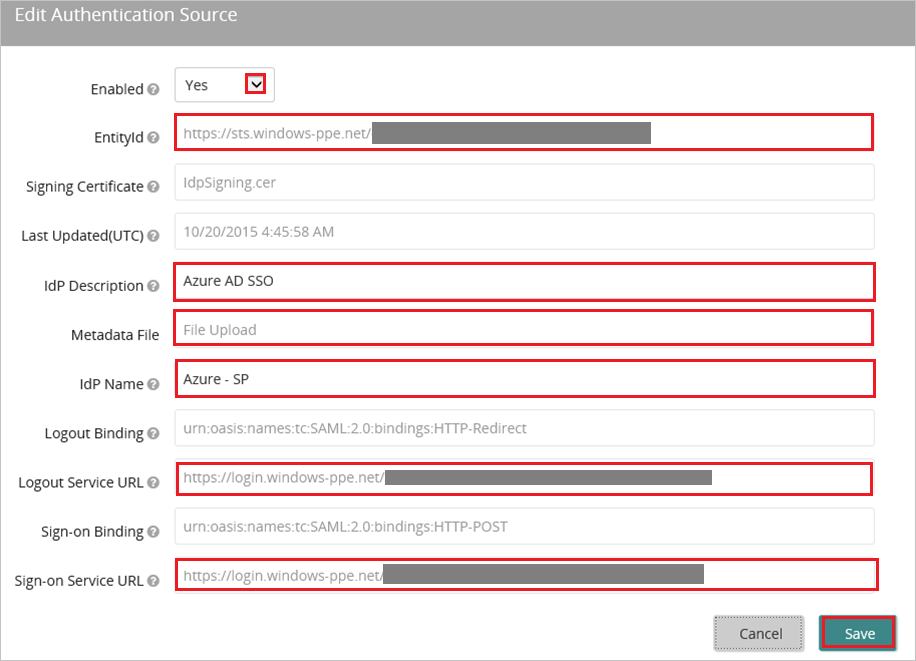 Edit Authentication Source
Enabled ? Yes
EntityId ? https://sts.windows-ppe.net/
Signing Certificate ? IdpSigning.cer
Last Updated(UTC) ? 10/20/2015 4:45:58 AM
IdP Description ? Azure AD SSO
Metadata File File Upload
IdP Name ? Azure - SP
Logout Binding ? urn:oasis:names:tc:SAML:2.0:bindings:HTTP-Redirect
Logout Service URL ? https://login.windows-ppe.net/
Sign-on Binding ? urn:oasis:names:tc:SAML:2.0:bindings:HTTP-POST
Sign-on Service URL ? https://login.windows-ppe.net/
Cancel Save